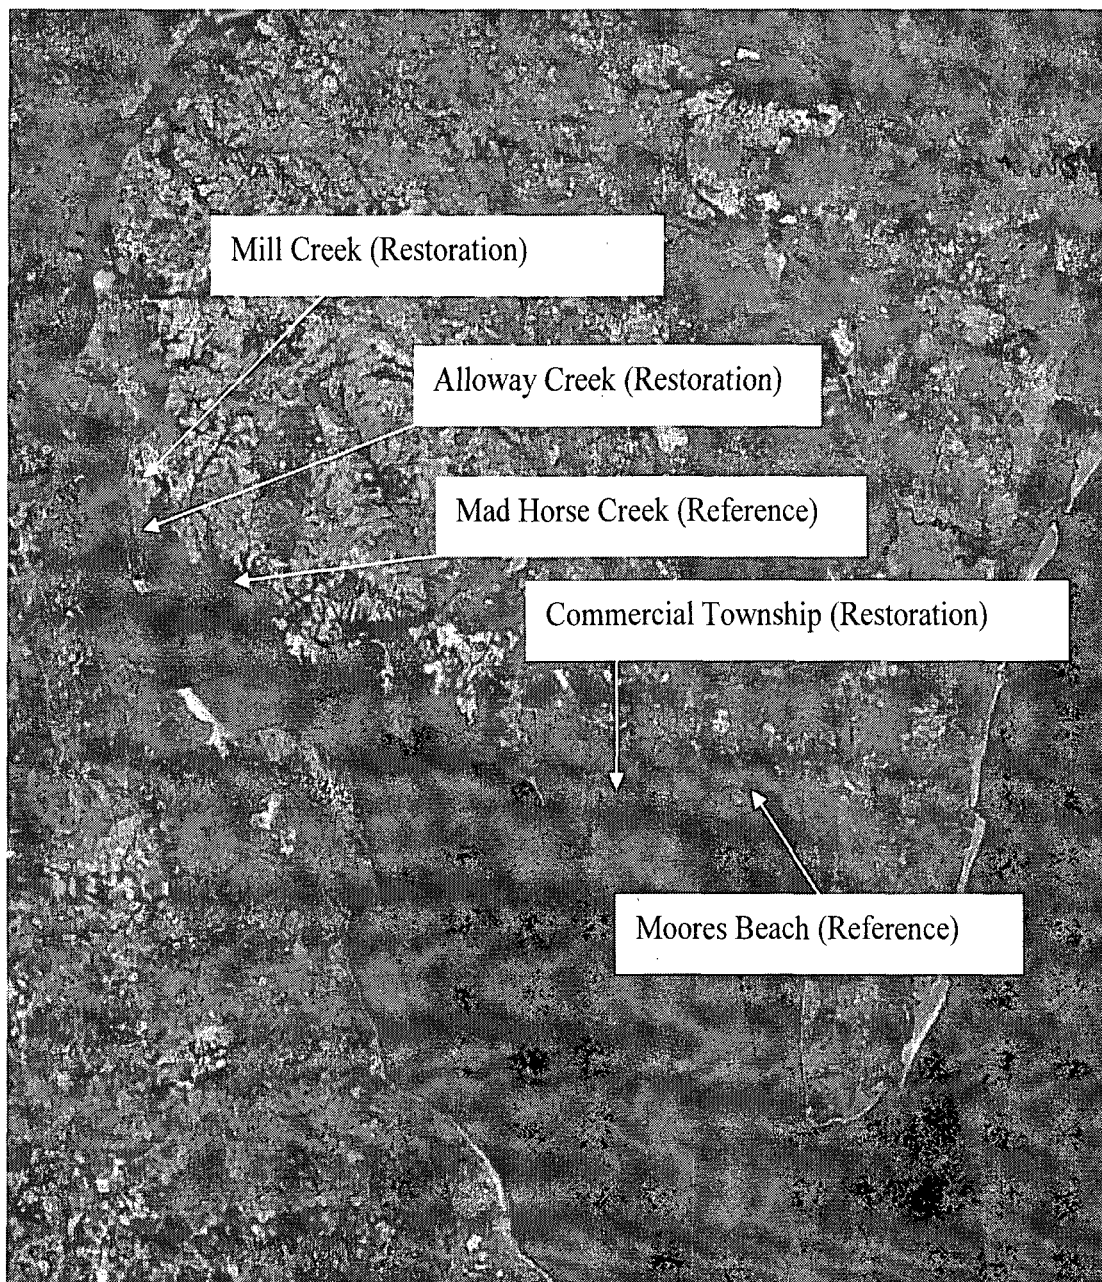 Mill Creek (Restoration)
Alloway Creek (Restoration)
Mad Horse Creek (Reference)
Commercial Township (Restoration)
Moores Beach (Reference)